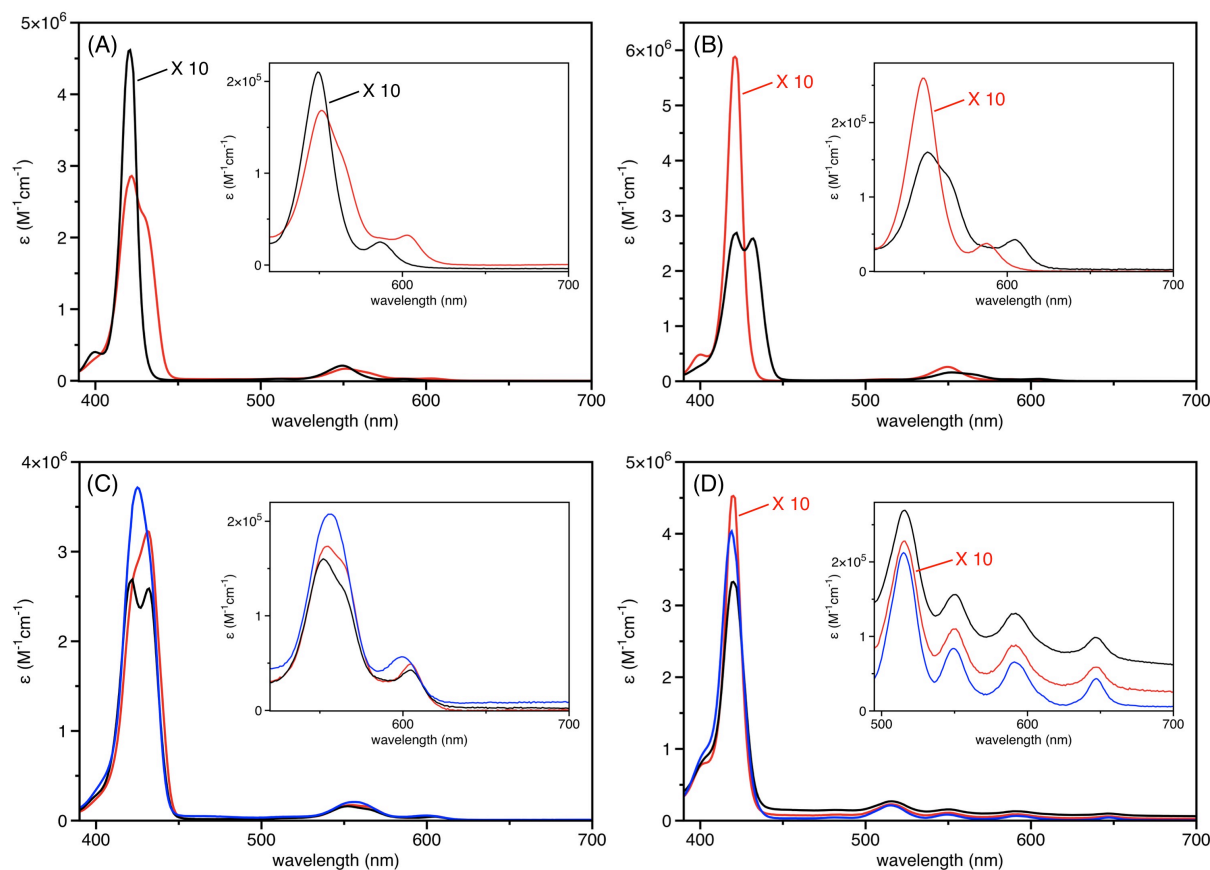 (A)
5×10⁶
4
3
2
1
0
ε (M⁻¹cm⁻¹)
400
500
600
700
wavelength (nm)
X 10
2×10⁵
1
0
ε (M⁻¹cm⁻¹)
600
700
wavelength (nm)
X 10
(B)
6×10⁶
5
4
3
2
1
0
ε (M⁻¹cm⁻¹)
400
500
600
700
wavelength (nm)
X 10
2×10⁵
1
0
ε (M⁻¹cm⁻¹)
600
700
wavelength (nm)
X 10
(C)
4×10⁶
3
2
1
0
ε (M⁻¹cm⁻¹)
400
500
600
700
wavelength (nm)
2×10⁵
1
0
ε (M⁻¹cm⁻¹)
600
700
wavelength (nm)
(D)
5×10⁶
4
3
2
1
0
ε (M⁻¹cm⁻¹)
400
500
600
700
wavelength (nm)
X 10
2×10⁵
1
0
ε (M⁻¹cm⁻¹)
500
600
700
wavelength (nm)
X 10